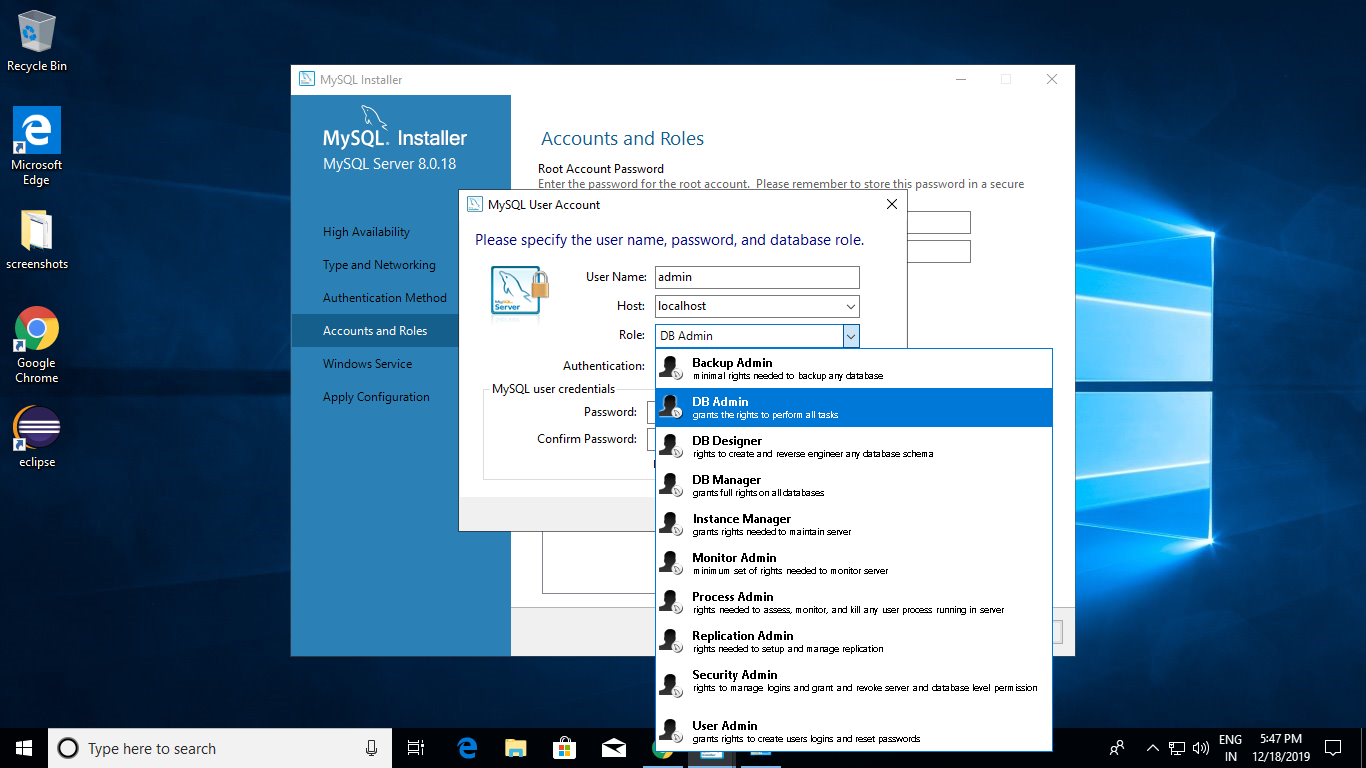 Recycle Bin
Microsoft
Edge
screenshots
Google
Chrome
eclipse
MySQL Installer
MySQL Installer
MySQL Server 8.0.18
High Availability
Type and Networking
Authentication Method
Accounts and Roles
Windows Service
Apply Configuration
Accounts and Roles
Root Account Password
Enter the password for the root account. Please remember to store this password in a secure
MySQL User Account
Please specify the user name, password, and database role.
MySQL
Server
User Name: admin
Host: localhost
Role: DB Admin
Authentication:
MySQL user credentials
Password:
Confirm Password:
Backup Admin
minimal rights needed to backup any database
DB Admin
grants the rights to perform all tasks
DB Designer
rights to create and reverse engineer any database schema
DB Manager
grants full rights on all databases
Instance Manager
grants rights needed to maintain server
Monitor Admin
minimum set of rights needed to monitor server
Process Admin
rights needed to assess, monitor, and kill any user process running in server
Replication Admin
rights needed to setup and manage replication
Security Admin
rights to manage logins and grant and revoke server and database level permission
User Admin
grants rights to create users logins and reset passwords
Type here to search
ENG
IN
5:47 PM
12/18/2019